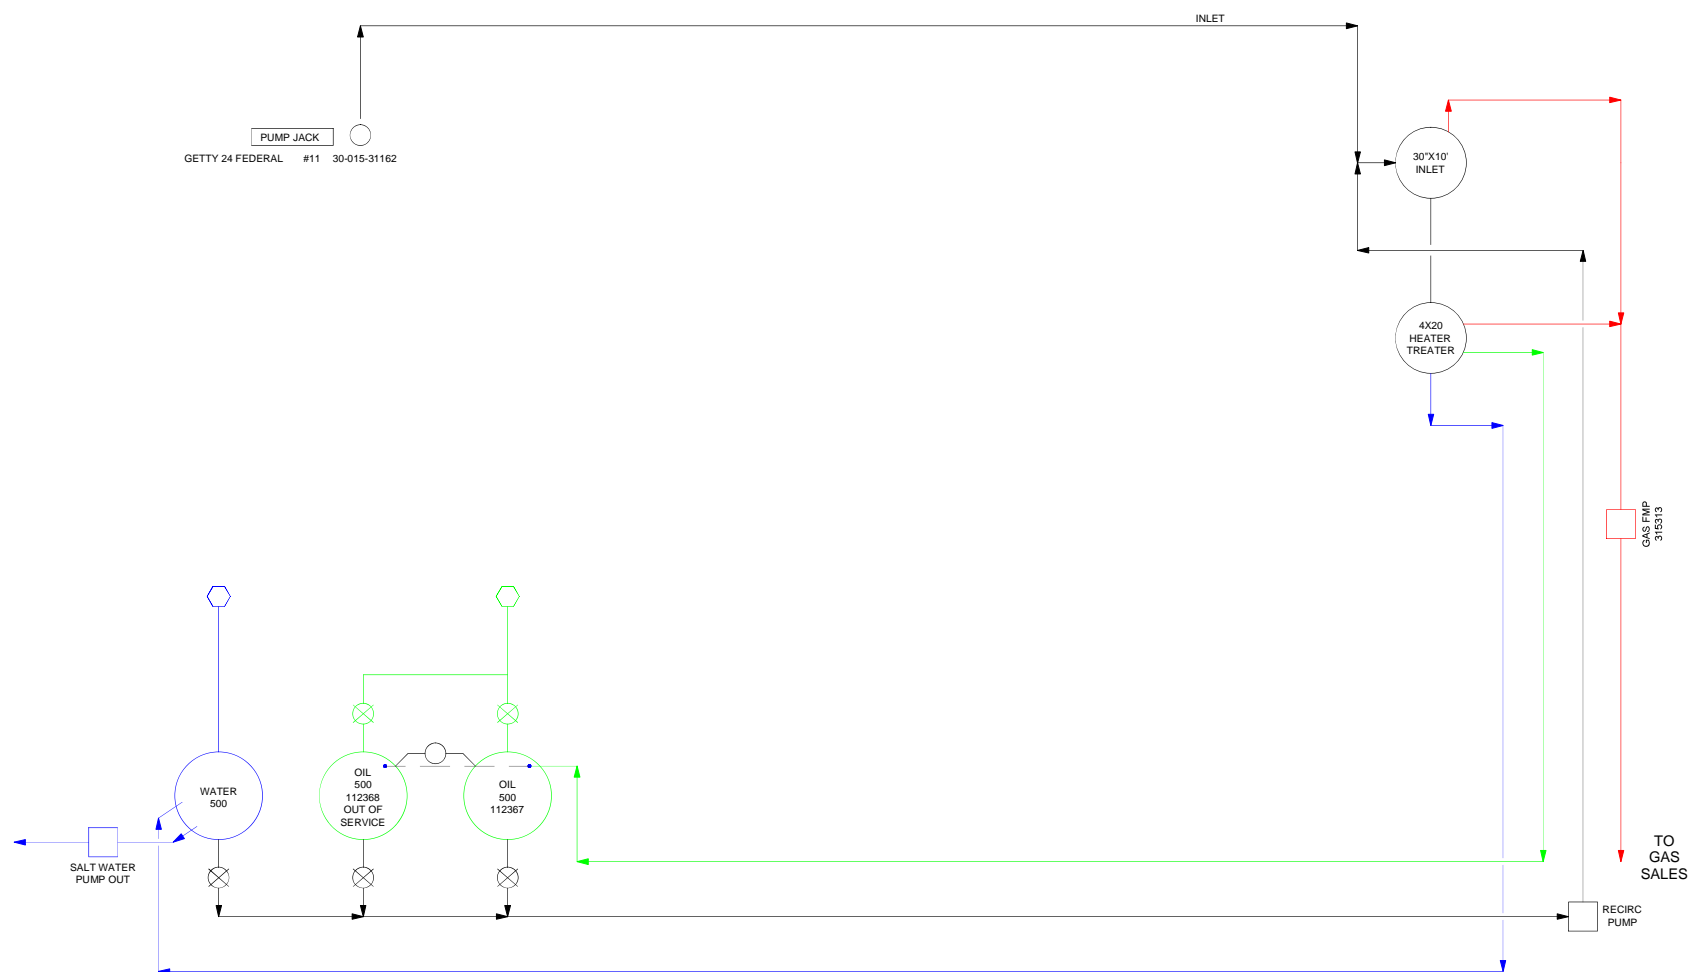 INLET
PUMP JACK
GETTY 24 FEDERAL #11 30-015-31162
30"X10'
INLET
4X20
HEATER
TREATER
GAS FMP
315313
WATER
500
OIL
500
112368
OUT OF
SERVICE
OIL
500
112367
SALT WATER
PUMP OUT
TO
GAS
SALES
RECIRC
PUMP